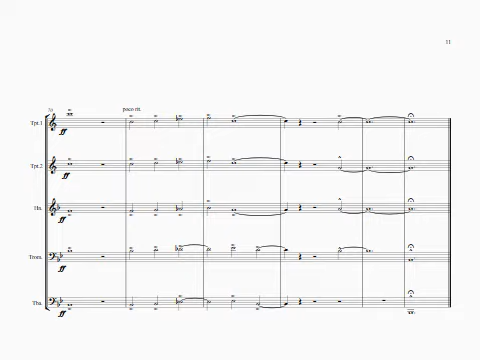 11
poco rit.
Tpt.1
ff
Tpt.2
ff
Hn.
ff
Trom.
ff
Tba.
ff